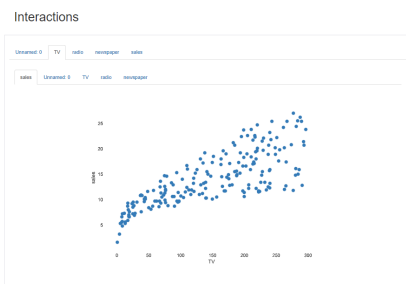 Interactions
Unnamed: 0 TV radio newspaper sales
sales Unnamed: 0 TV radio newspaper
25
20
15
10
5
sales
0 50 100 150 200 250 300
TV